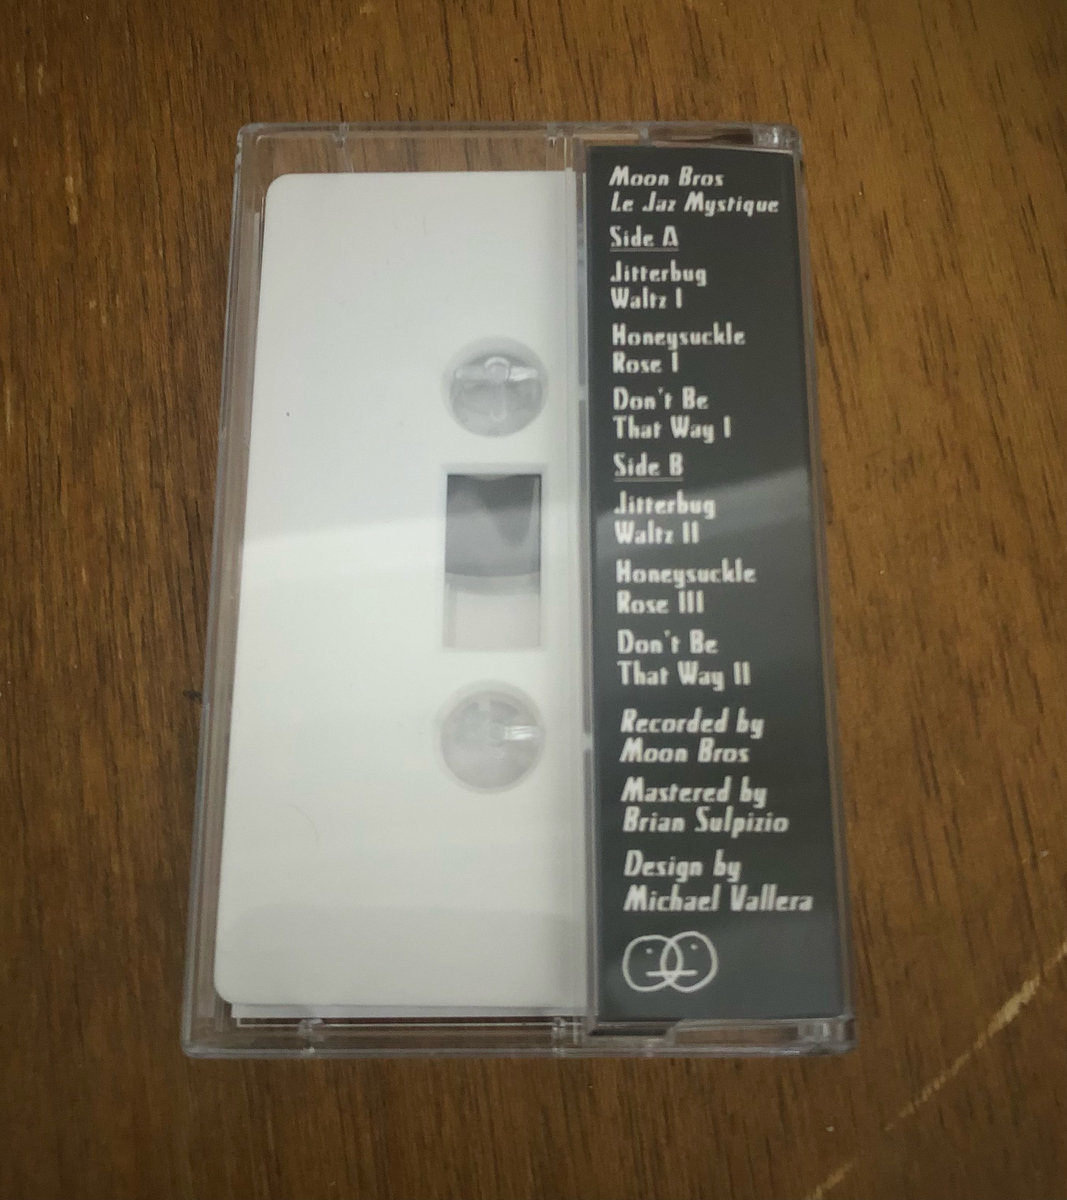 Moon Bros
Le Jaz Mystique
Side A
Jitterbug
Waltz I
Honeysuckle
Rose I
Don't Be
That Way I
Side B
Jitterbug
Waltz II
Honeysuckle
Rose III
Don't Be
That Way II
Recorded by
Moon Bros
Mastered by
Brian Sulpizio
Design by
Michael Vallera